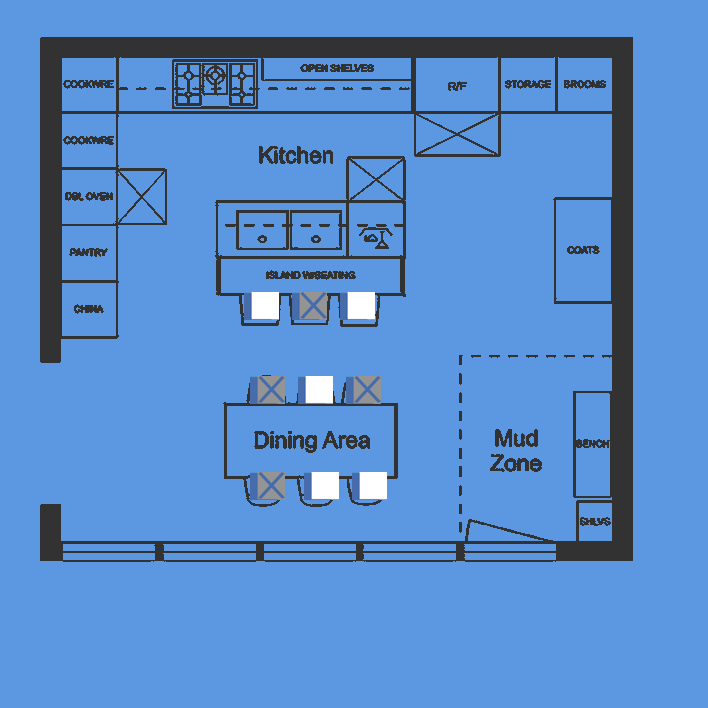 COOKWRE
OPEN SHELVES
R/F
STORAGE
BROOMS
COOKWRE
Kitchen
DBL OVEN
PANTRY
COATS
ISLAND W/SEATING
CHINA
Dining Area
Mud
Zone
BENCH
SHLVS